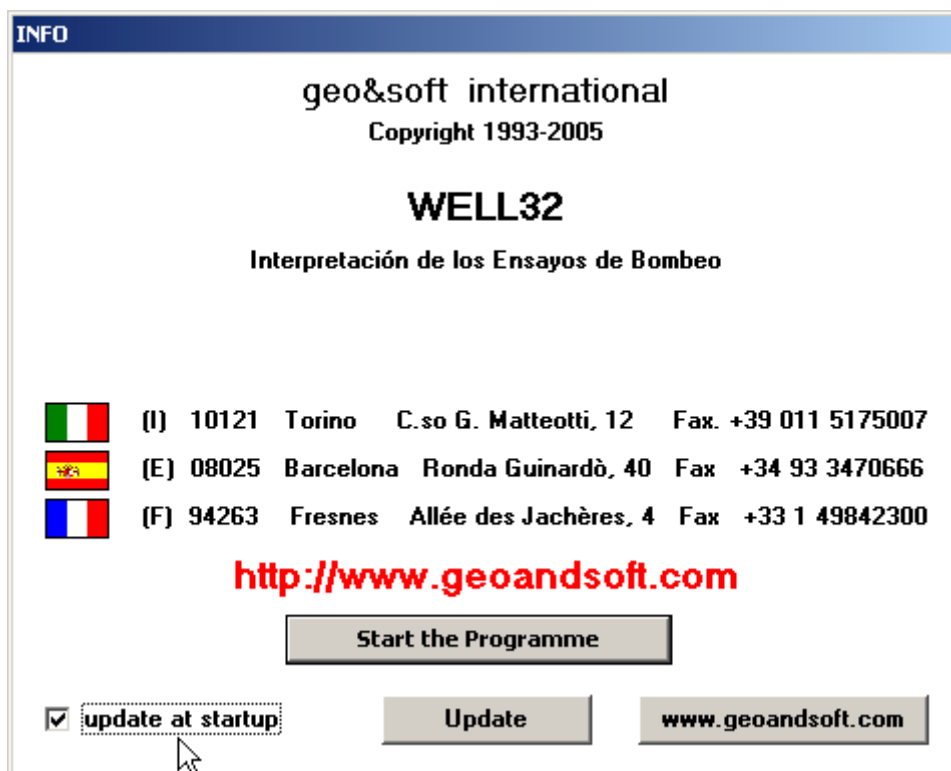 INFO
geo&soft international
Copyright 1993-2005
WELL32
Interpretación de los Ensayos de Bombeo
(I) 10121 Torino C.so G. Matteotti, 12 Fax. +39 011 5175007
(E) 08025 Barcelona Ronda Guinardò, 40 Fax +34 93 3470666
(F) 94263 Fresnes Allée des Jachères, 4 Fax +33 1 49842300
http://www.geoandsoft.com
Start the Programme
update at startup Update www.geoandsoft.com